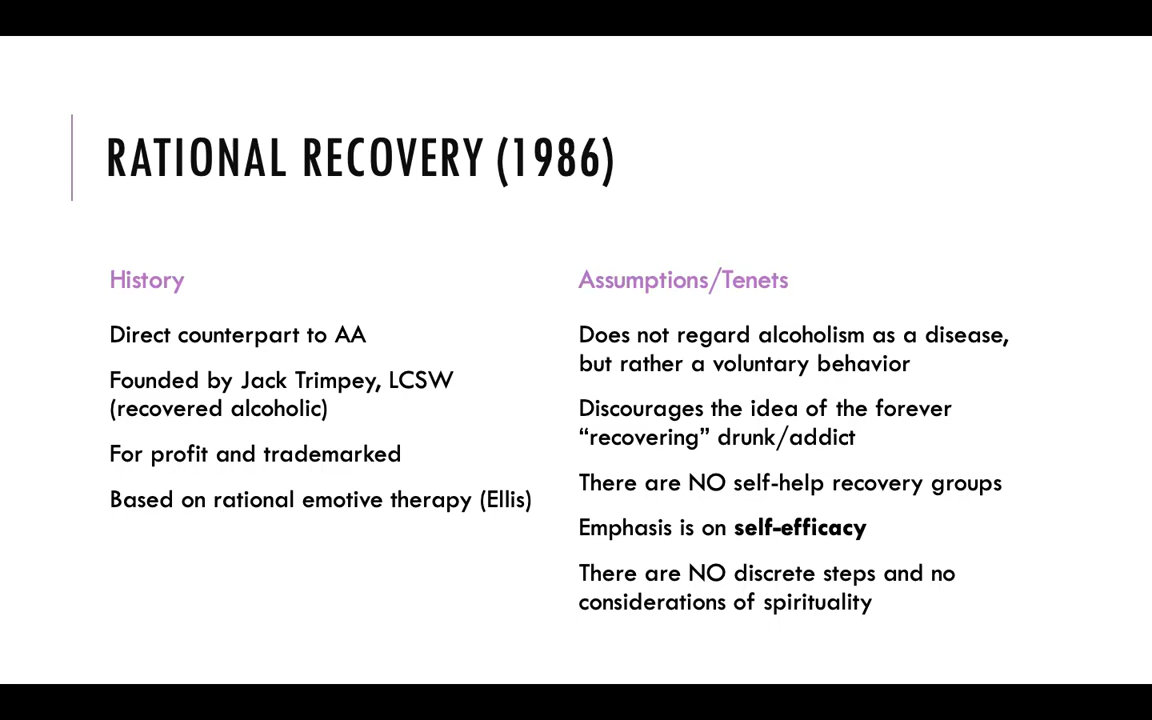 RATIONAL RECOVERY (1986)
History
Direct counterpart to AA
Founded by Jack Trimpey, LCSW
(recovered alcoholic)
For profit and trademarked
Based on rational emotive therapy (Ellis)
Assumptions/Tenets
Does not regard alcoholism as a disease,
but rather a voluntary behavior
Discourages the idea of the forever
“recovering” drunk/addict
There are NO self-help recovery groups
Emphasis is on self-efficacy
There are NO discrete steps and no
considerations of spirituality